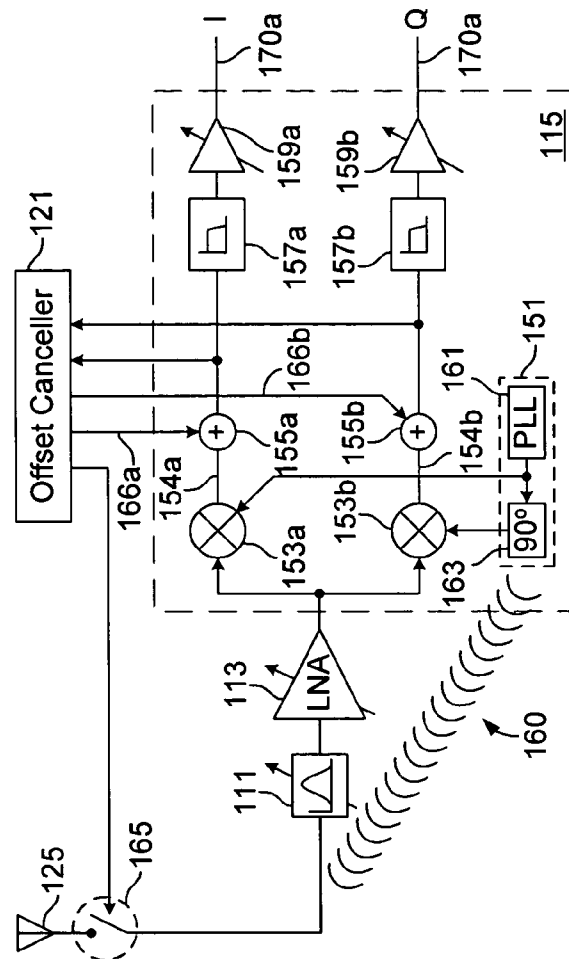 125
165
121
Offset Canceller
166a
166b
I
170a
159a
157a
154a
155a
153a
111
113
LNA
Q
170a
159b
157b
155b
154b
153b
151
161
PLL
90°
163
160
115